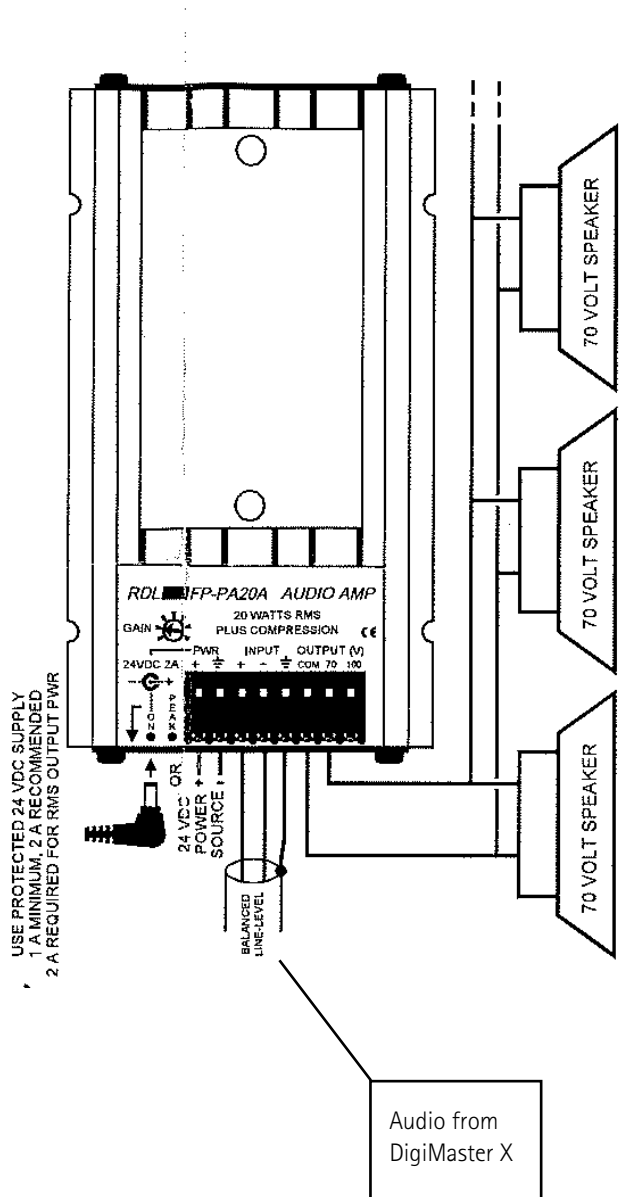 USE PROTECTED 24 VDC SUPPLY
1 A MINIMUM, 2 A RECOMMENDED
2 A REQUIRED FOR RMS OUTPUT PWR
RDL FP-PA20A AUDIO AMP
20 WATTS RMS
PLUS COMPRESSION CE
GAIN
PWR INPUT OUTPUT (V)
24VDC 2A + - + - COM 70 100
- +
ON
PEAK
OR
24 VDC
POWER +
SOURCE -
BALANCED
LINE-LEVEL
70 VOLT SPEAKER
70 VOLT SPEAKER
70 VOLT SPEAKER
Audio from
DigiMaster X